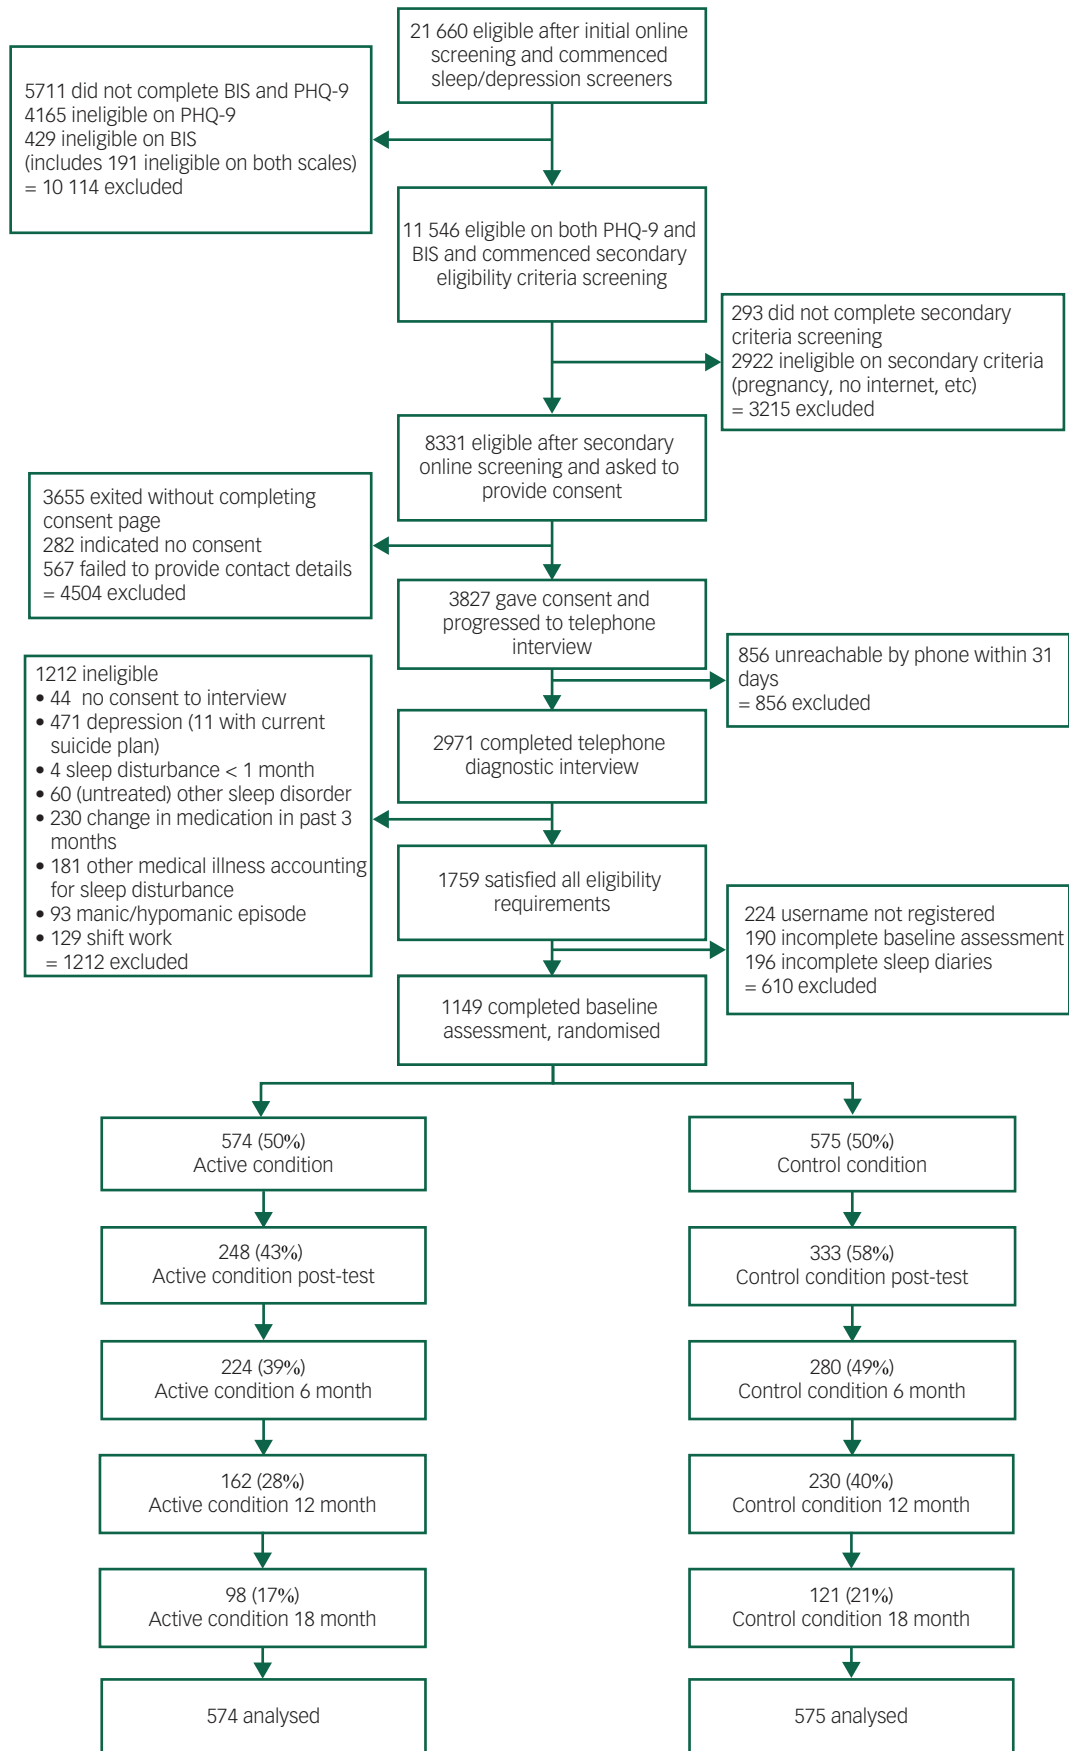 21 660 eligible after initial online
screening and commenced
sleep/depression screeners
5711 did not complete BIS and PHQ-9
4165 ineligible on PHQ-9
429 ineligible on BIS
(includes 191 ineligible on both scales)
= 10 114 excluded
11 546 eligible on both PHQ-9 and
BIS and commenced secondary
eligibility criteria screening
293 did not complete secondary
criteria screening
2922 ineligible on secondary criteria
(pregnancy, no internet, etc)
= 3215 excluded
8331 eligible after secondary
online screening and asked to
provide consent
3655 exited without completing
consent page
282 indicated no consent
567 failed to provide contact details
= 4504 excluded
3827 gave consent and
progressed to telephone
interview
856 unreachable by phone within 31
days
= 856 excluded
2971 completed telephone
diagnostic interview
1212 ineligible
• 44 no consent to interview
• 471 depression (11 with current
suicide plan)
• 4 sleep disturbance < 1 month
• 60 (untreated) other sleep disorder
• 230 change in medication in past 3
months
• 181 other medical illness accounting
for sleep disturbance
• 93 manic/hypomanic episode
• 129 shift work
= 1212 excluded
1759 satisfied all eligibility
requirements
224 username not registered
190 incomplete baseline assessment
196 incomplete sleep diaries
= 610 excluded
1149 completed baseline
assessment, randomised
574 (50%)
Active condition
575 (50%)
Control condition
248 (43%)
Active condition post-test
333 (58%)
Control condition post-test
224 (39%)
Active condition 6 month
280 (49%)
Control condition 6 month
162 (28%)
Active condition 12 month
230 (40%)
Control condition 12 month
98 (17%)
Active condition 18 month
121 (21%)
Control condition 18 month
574 analysed
575 analysed